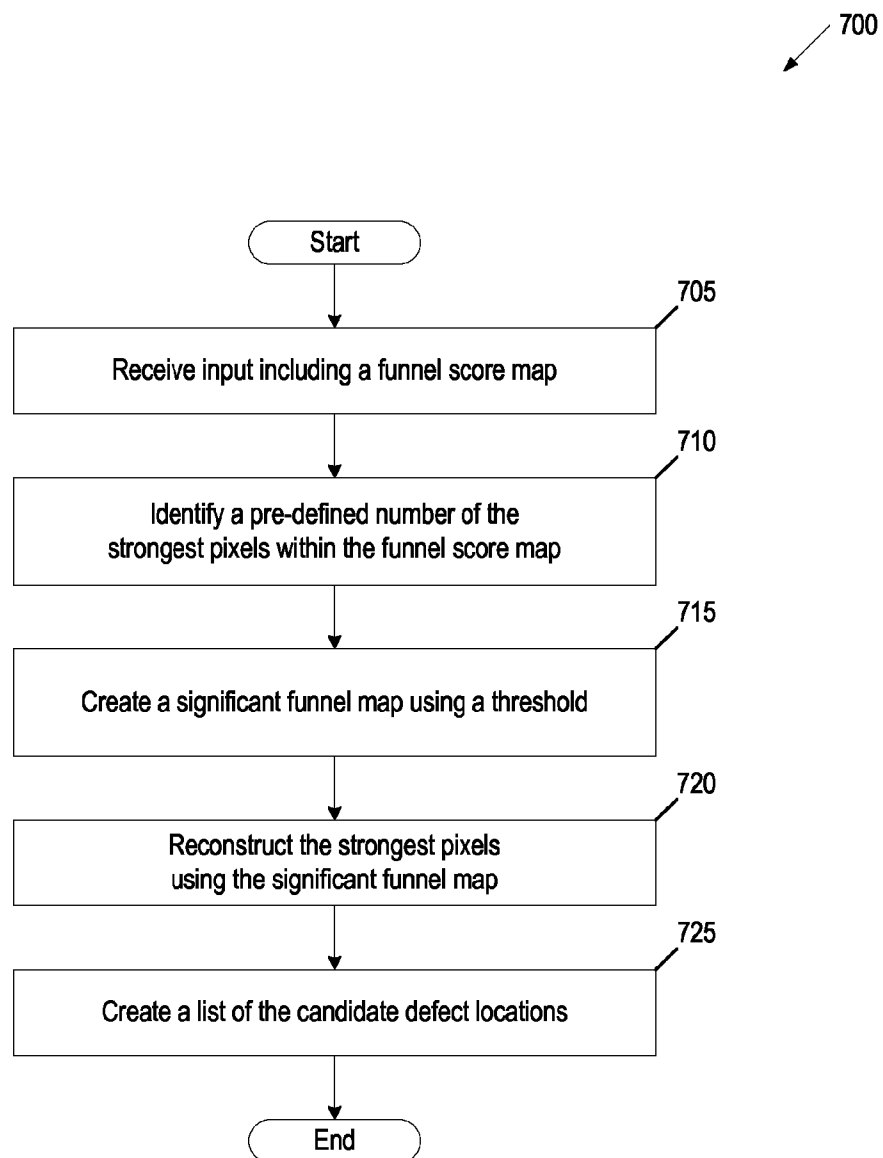 700
Start
705
Receive input including a funnel score map
710
Identify a pre-defined number of the
strongest pixels within the funnel score map
715
Create a significant funnel map using a threshold
720
Reconstruct the strongest pixels
using the significant funnel map
725
Create a list of the candidate defect locations
End